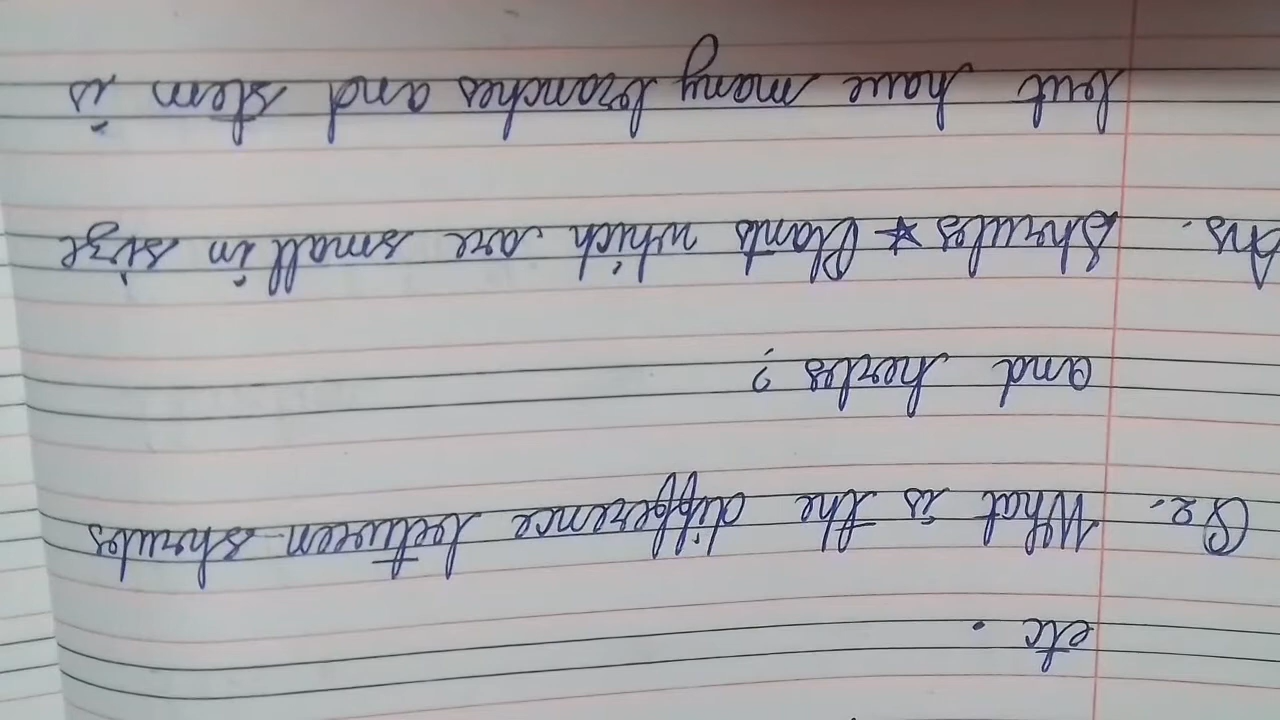 etc.
Q2. What is the difference between shrubs
and herbs ?
Ans. Shrubs * Plants which are small in size
but have many branches and stem is